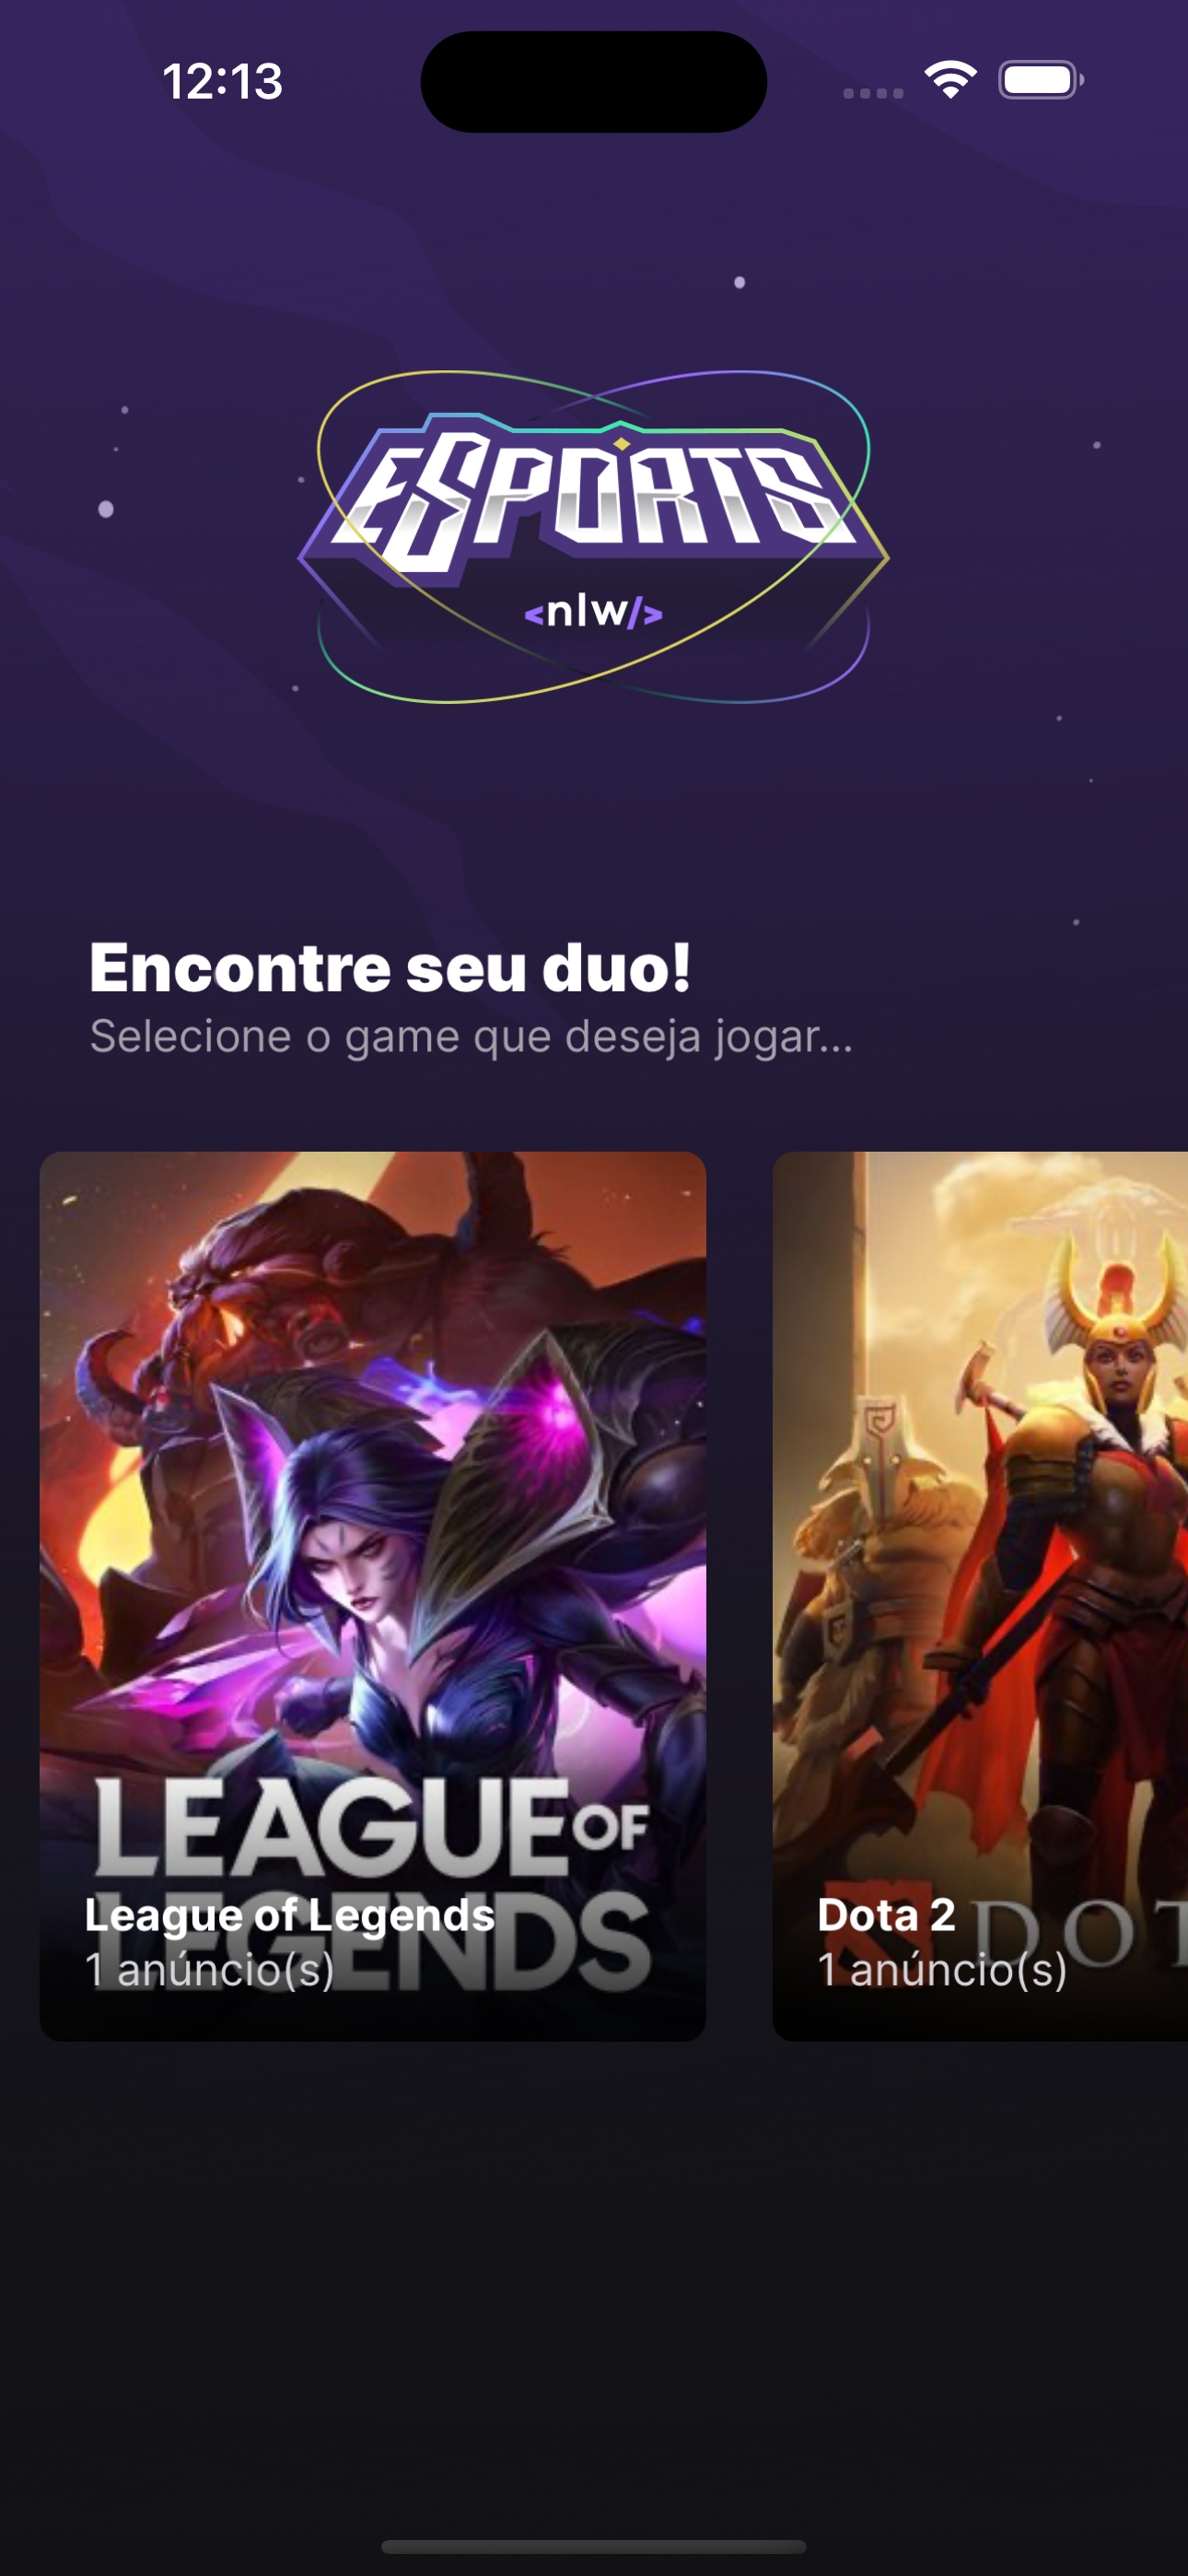 12:13
ESPORTS
<nlw/>
Encontre seu duo!
Selecione o game que deseja jogar...
LEAGUE OF
LEGENDS
League of Legends
1 anúncio(s)
DOT
Dota 2
1 anúncio(s)